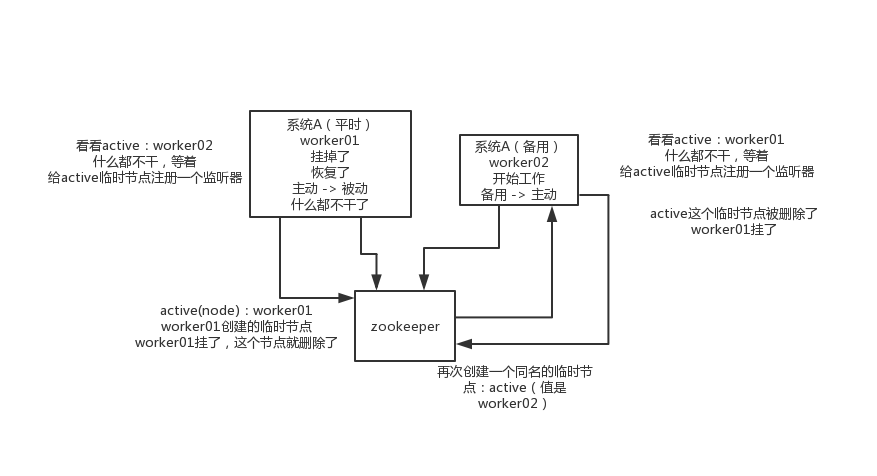 看看active：worker02
什么都不干，等着
给active临时节点注册一个监听器
系统A（平时）
worker01
挂掉了
恢复了
主动 -> 被动
什么都不干了
系统A（备用）
worker02
开始工作
备用 -> 主动
看看active：worker01
什么都不干，等着
给active临时节点注册一个监听器
active这个临时节点被删除了
worker01挂了
active(node)：worker01
worker01创建的临时节点
worker01挂了，这个节点就删除了
zookeeper
再次创建一个同名的临时节
点：active（值是
worker02）